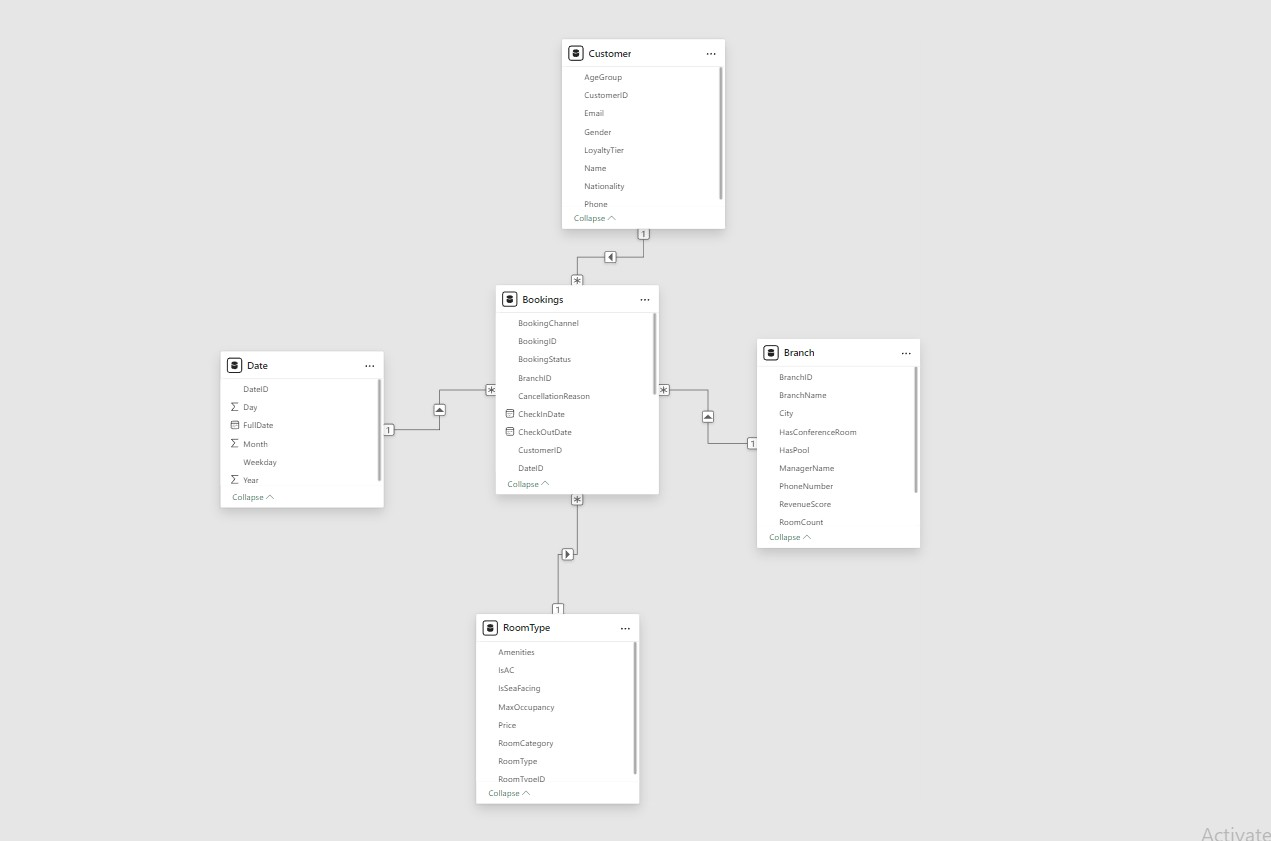 Customer
AgeGroup
CustomerID
Email
Gender
LoyaltyTier
Name
Nationality
Phone
Collapse
1
*
Bookings
BookingChannel
BookingID
BookingStatus
BranchID
CancellationReason
CheckInDate
CheckOutDate
CustomerID
DateID
Collapse
*
*
*
Date
DateID
Σ Day
FullDate
Σ Month
Weekday
Σ Year
Collapse
1
Branch
BranchID
BranchName
City
HasConferenceRoom
HasPool
ManagerName
PhoneNumber
RevenueScore
RoomCount
Collapse
1
1
RoomType
Amenities
IsAC
IsSeaFacing
MaxOccupancy
Price
RoomCategory
RoomType
RoomTypeID
Collapse
Activate